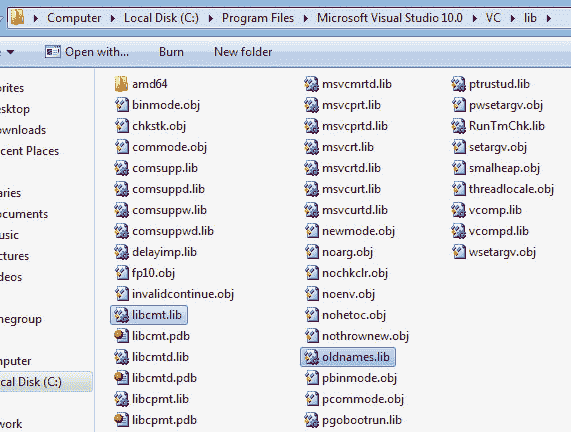 Computer ▸ Local Disk (C:) ▸ Program Files ▸ Microsoft Visual Studio 10.0 ▸ VC ▸ lib ▸
Open with... Burn New folder
orites
esktop
ownloads
cent Places
aries
ocuments
usic
ctures
deos
megroup
mputer
cal Disk (C:)
work
amd64
binmode.obj
chkstk.obj
commode.obj
comsupp.lib
comsuppd.lib
comsuppw.lib
comsuppwd.lib
delayimp.lib
fp10.obj
invalidcontinue.obj
libcmt.lib
libcmt.pdb
libcmtd.lib
libcmtd.pdb
libcpmt.lib
libcpmt.pdb
msvcmrtd.lib
msvcprt.lib
msvcprtd.lib
msvcrt.lib
msvcrtd.lib
msvcurt.lib
msvcurtd.lib
newmode.obj
noarg.obj
nochkclr.obj
noenv.obj
nohetoc.obj
nothrownew.obj
oldnames.lib
pbinmode.obj
pcommode.obj
pgobootrun.lib
ptrustud.lib
pwsetargv.obj
RunTmChk.lib
setargv.obj
smalheap.obj
threadlocale.obj
vcomp.lib
vcompd.lib
wsetargv.obj